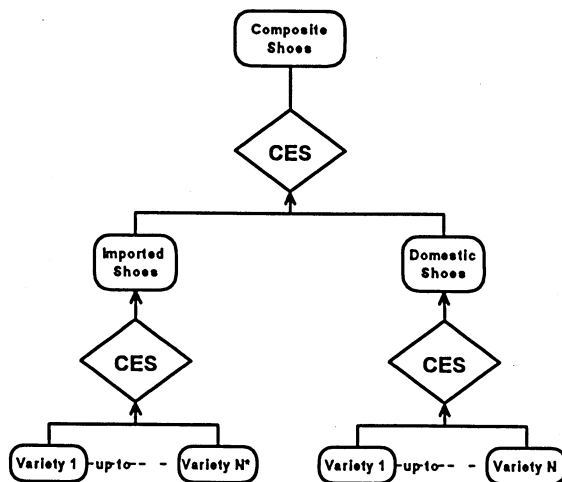 Composite
Shoes
CES
Imported
Shoes
Domestic
Shoes
CES
CES
Variety 1 -up-to-- - Variety N* Variety 1 -up-to-- - Variety N